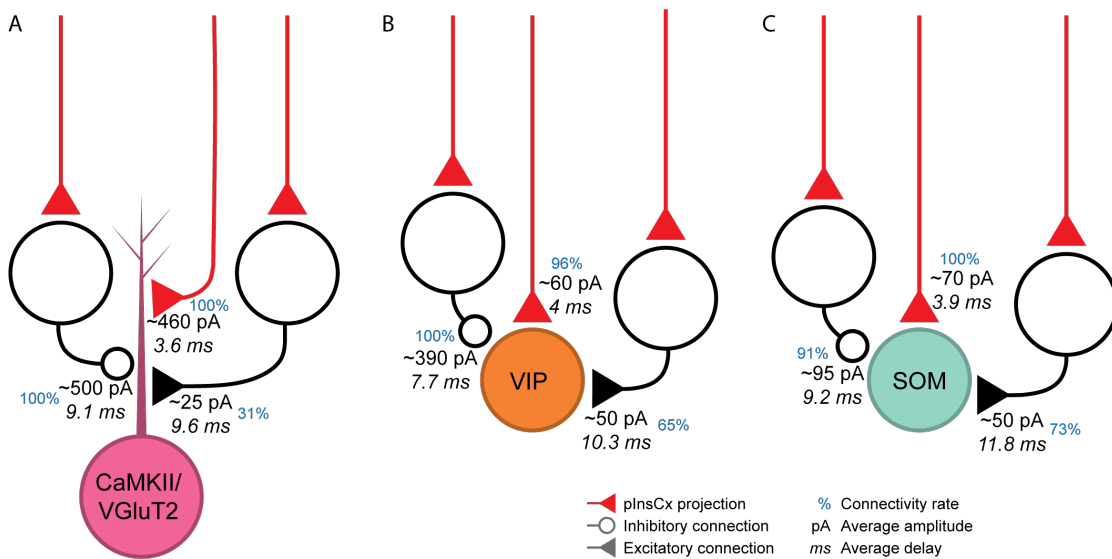 A
B
C
100%
~460 pA
3.6 ms
100%
~500 pA
9.1 ms
~25 pA
9.6 ms
31%
CaMKII/
VGluT2
96%
~60 pA
4 ms
100%
~390 pA
7.7 ms
VIP
~50 pA
10.3 ms
65%
100%
~70 pA
3.9 ms
91%
~95 pA
9.2 ms
SOM
~50 pA
11.8 ms
73%
pInsCx projection
Inhibitory connection
Excitatory connection
% Connectivity rate
pA Average amplitude
ms Average delay